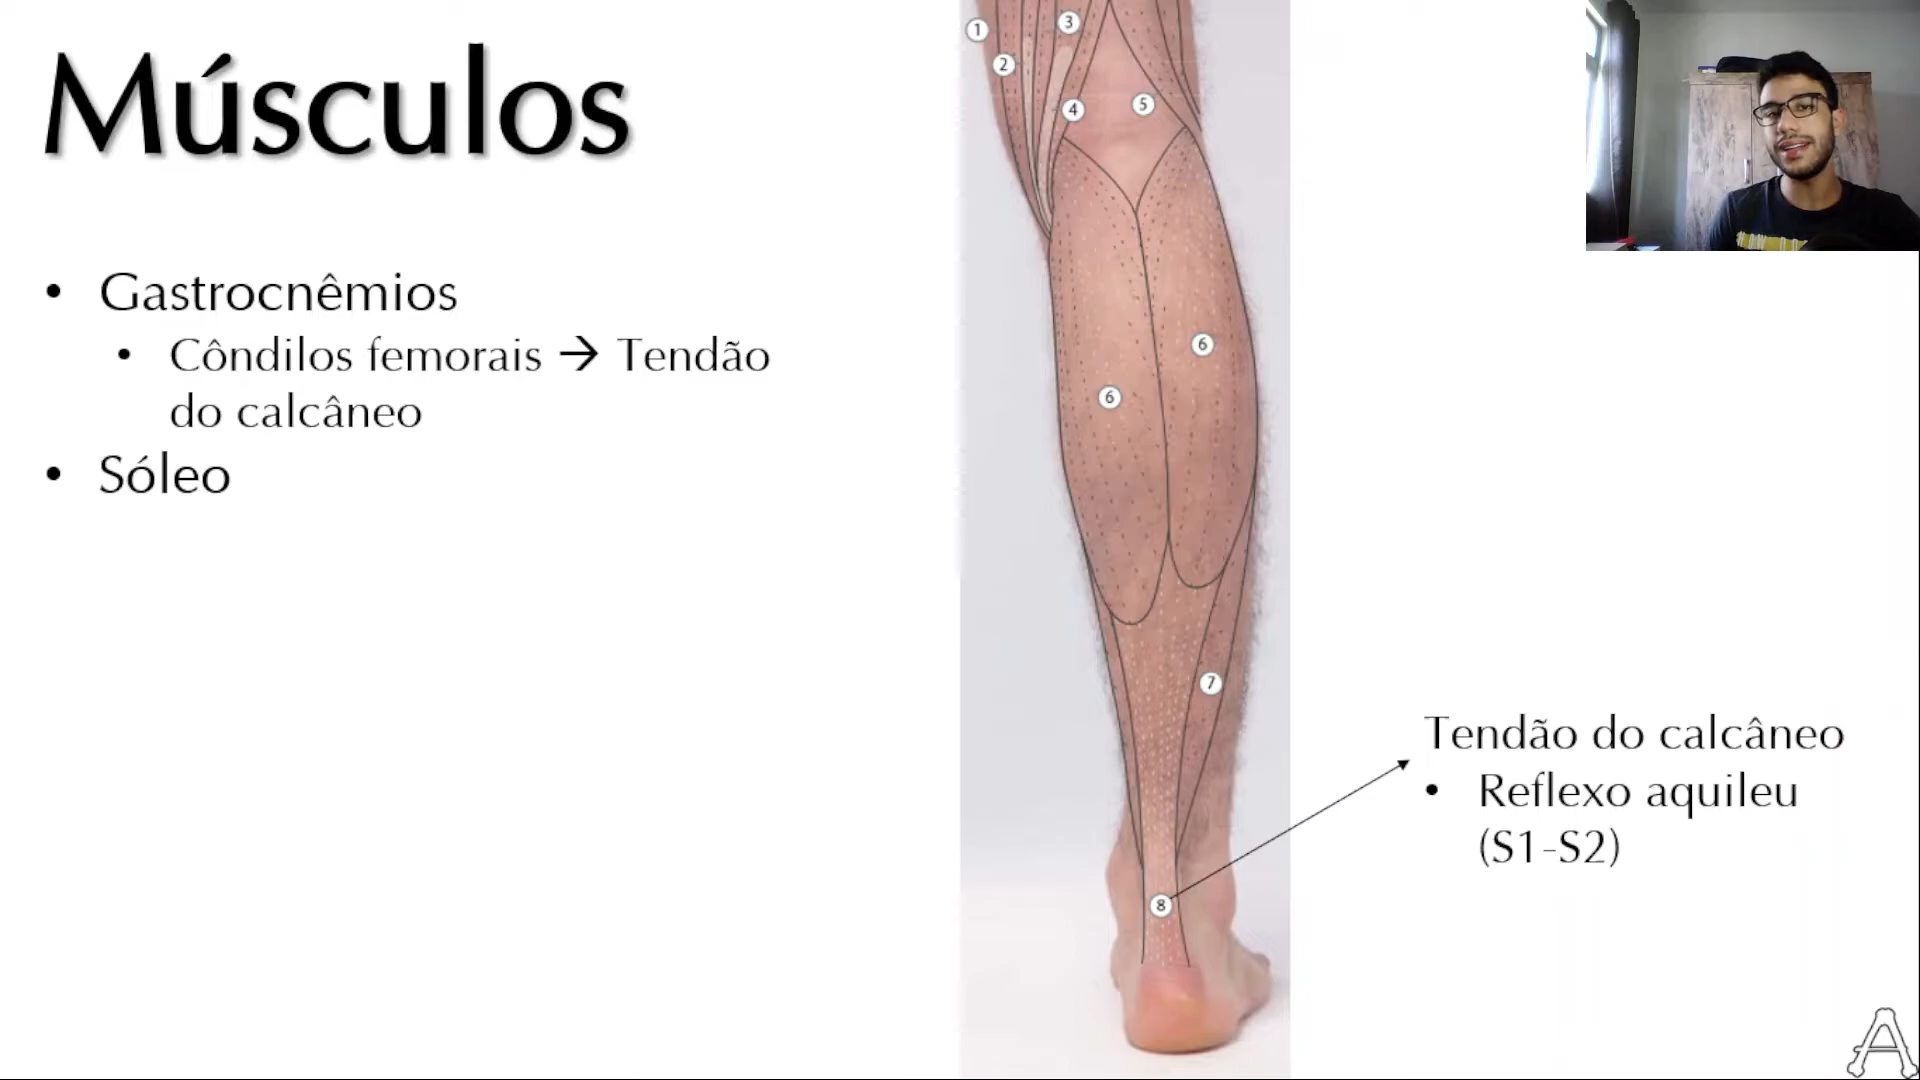 Músculos
• Gastrocnêmios
• Côndilos femorais → Tendão
do calcâneo
• Sóleo
1
2
3
4
5
6
6
7
8
Tendão do calcâneo
• Reflexo aquileu
(S1-S2)
A